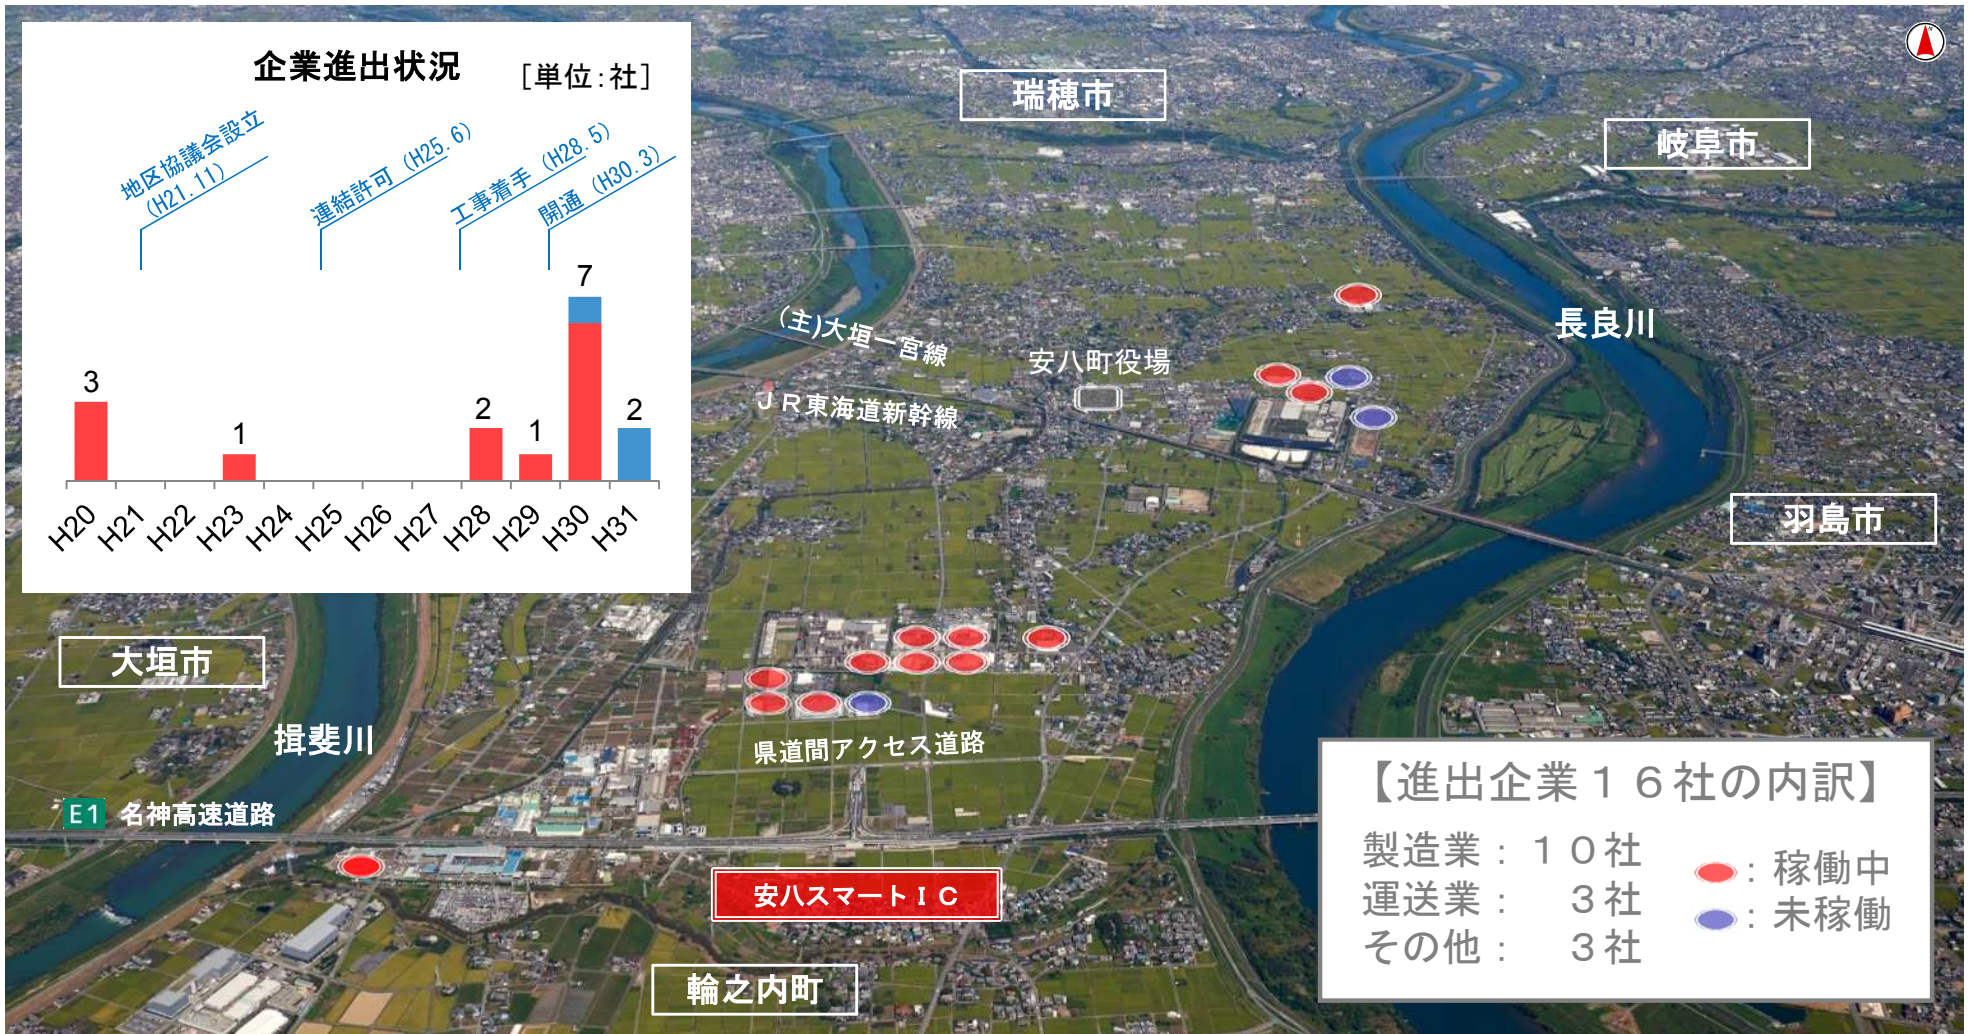 企業進出状況
［単位：社］
地区協議会設立
（H21.11）
連結許可（H25.6）
工事着手（H28.5）
開通（H30.3）
3
1
2
1
7
2
H20
H21
H22
H23
H24
H25
H26
H27
H28
H29
H30
H31
瑞穂市
岐阜市
長良川
(主)大垣一宮線
安八町役場
ＪＲ東海道新幹線
羽島市
大垣市
揖斐川
県道間アクセス道路
E1 名神高速道路
安八スマートＩＣ
輪之内町
【進出企業１６社の内訳】
製造業：１０社
運送業：　３社
その他：　３社
：稼働中
：未稼働